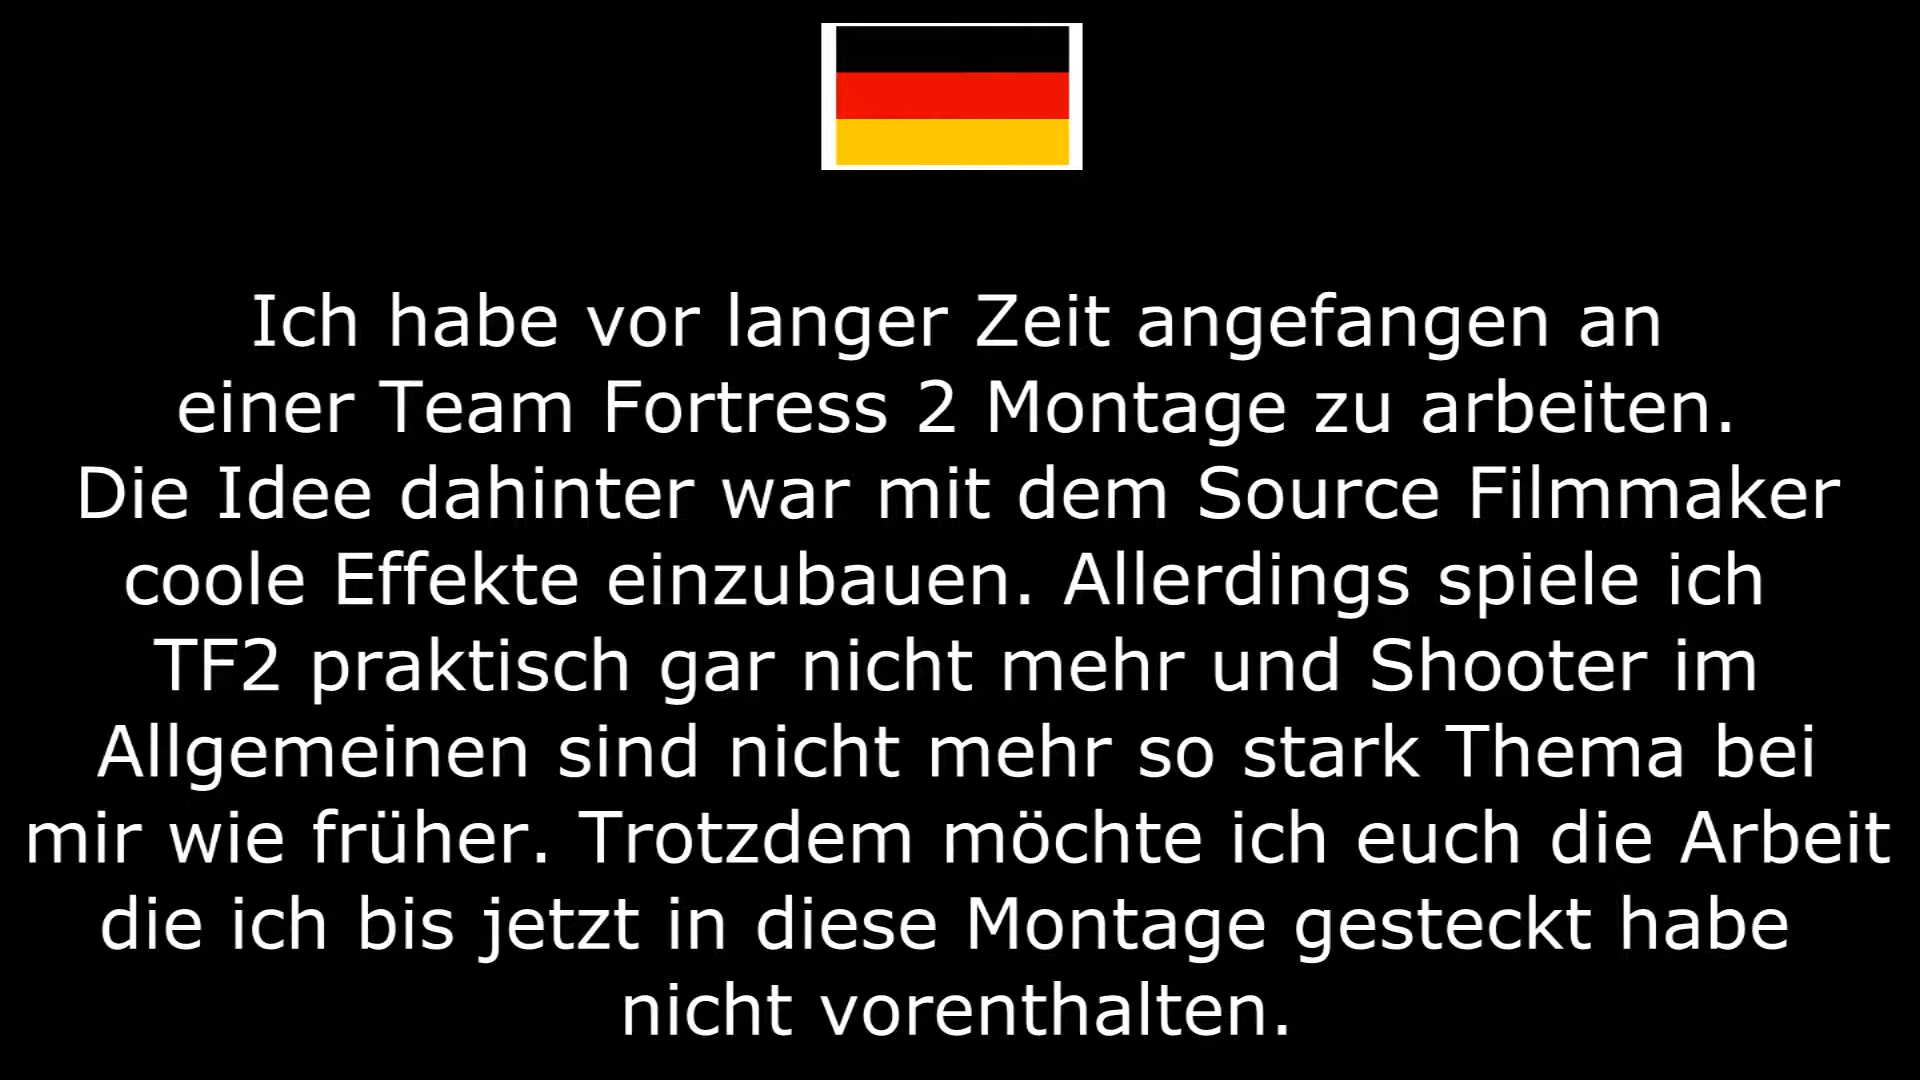 Ich habe vor langer Zeit angefangen an
einer Team Fortress 2 Montage zu arbeiten.
Die Idee dahinter war mit dem Source Filmmaker
coole Effekte einzubauen. Allerdings spiele ich
TF2 praktisch gar nicht mehr und Shooter im
Allgemeinen sind nicht mehr so stark Thema bei
mir wie früher. Trotzdem möchte ich euch die Arbeit
die ich bis jetzt in diese Montage gesteckt habe
nicht vorenthalten.